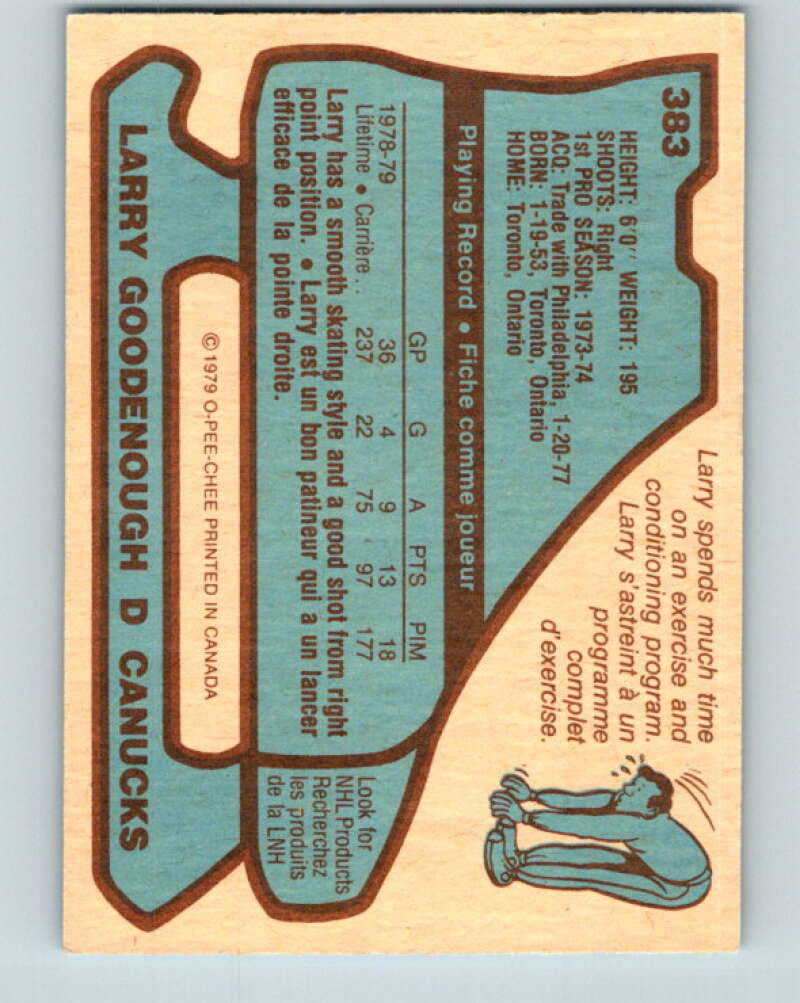 383
HEIGHT: 6'0" WEIGHT: 195
SHOOTS: Right
1st PRO SEASON: 1973-74
ACQ: Trade with Philadelphia, 1-20-77
BORN: 1-19-53, Toronto, Ontario
HOME: Toronto, Ontario
Larry spends much time
on an exercise and
conditioning program.
Larry s'astreint à un
programme
complet
d'exercise.
Playing Record • Fiche comme joueur
GP G A PTS PIM
1978-79 36 4 9 13 18
Lifetime • Carrière .. 237 22 75 97 177
Larry has a smooth skating style and a good shot from right
point position. • Larry est un bon patineur qui a un lancer
efficace de la pointe droite.
Look for
NHL Products
Recherchez
les produits
de la LNH
© 1979 O-PEE-CHEE PRINTED IN CANADA
LARRY GOODENOUGH D CANUCKS